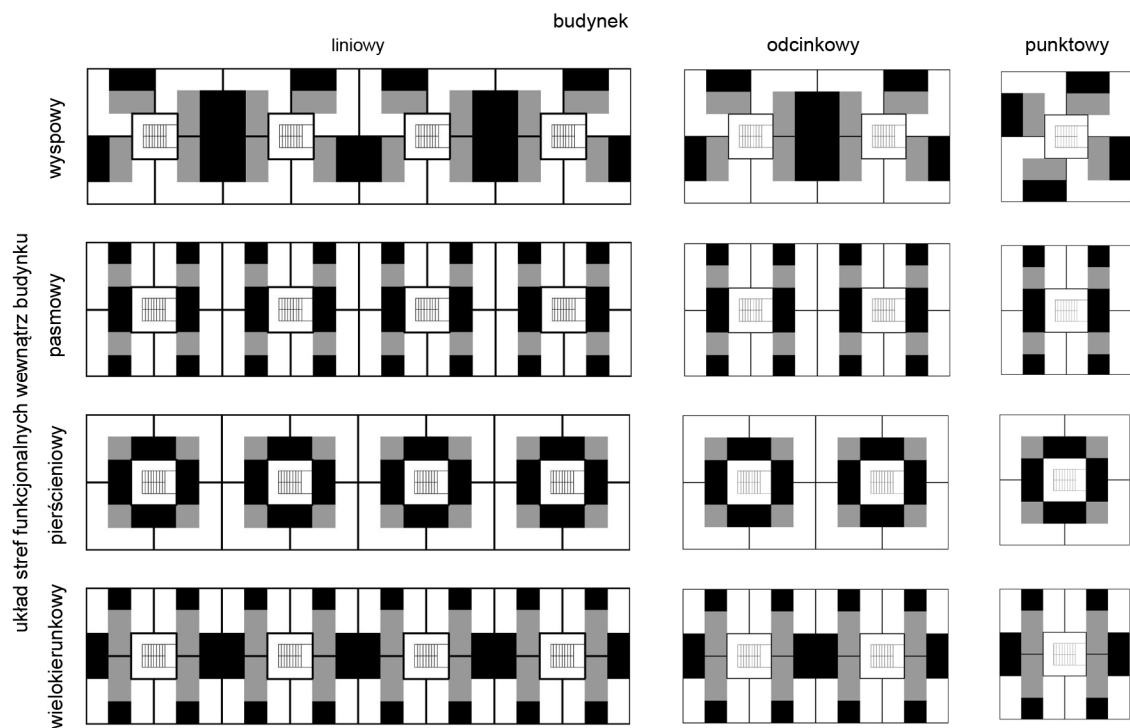 budynek
liniowy
odcinkowy
punktowy
układ stref funkcjonalnych wewnątrz budynku
wyspowy
pasmowy
pierścieniowy
wielokierunkowy